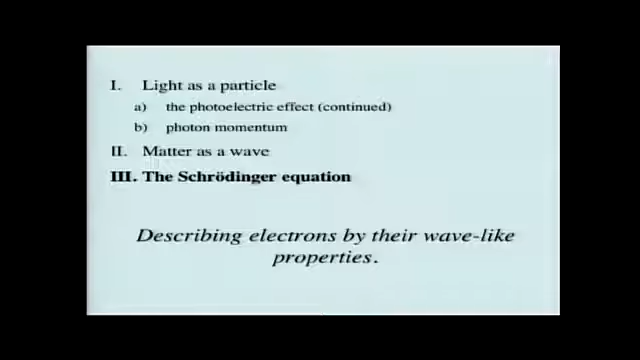 I. Light as a particle
a) the photoelectric effect (continued)
b) photon momentum
II. Matter as a wave
III. The Schrödinger equation
Describing electrons by their wave-like
properties.